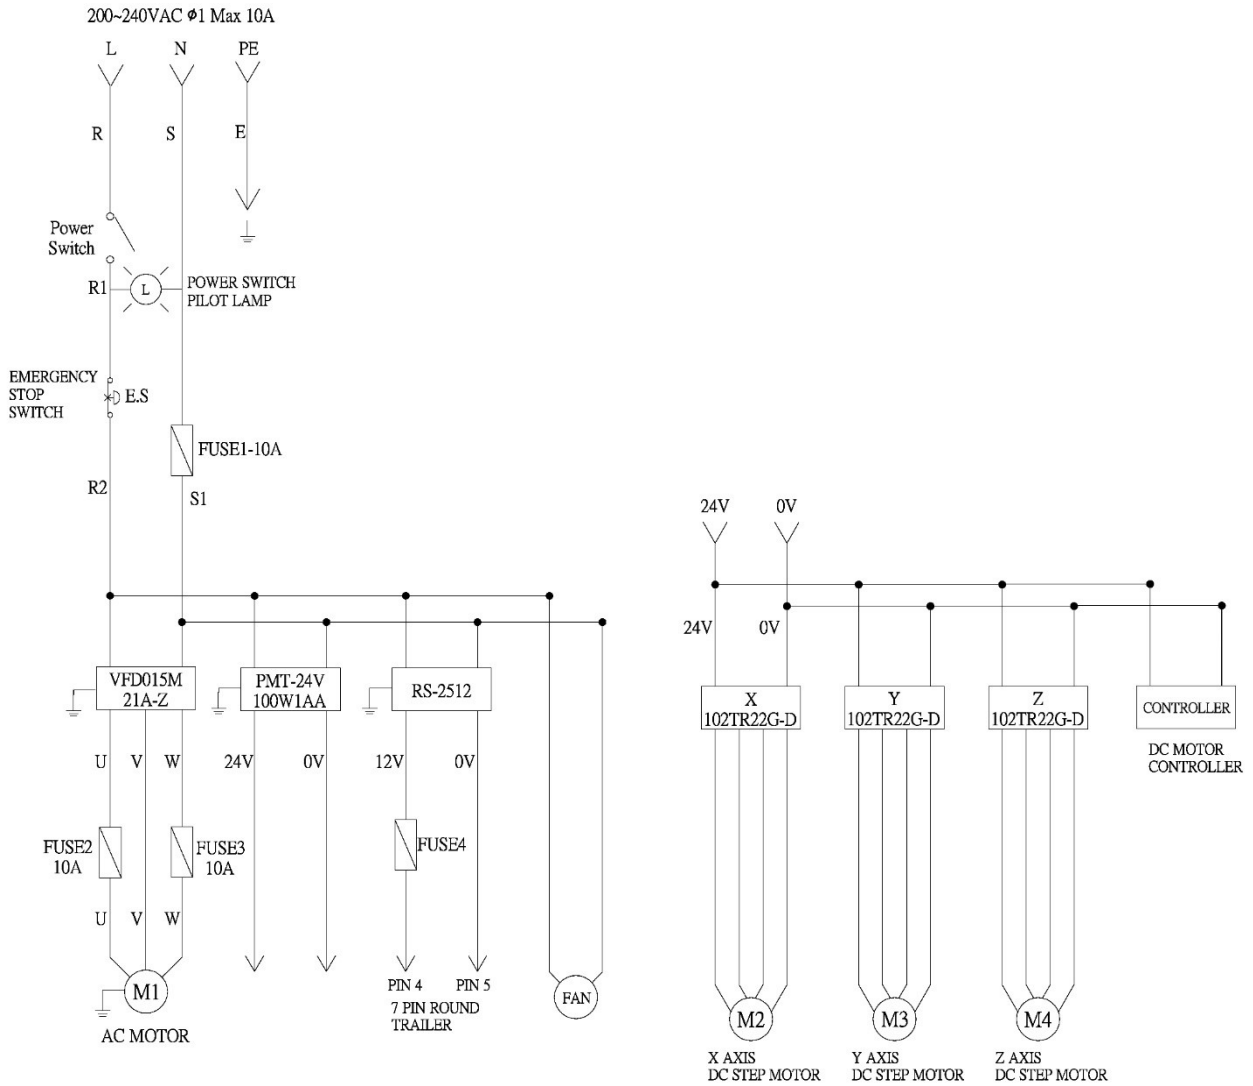 200~240VAC ϕ1 Max 10A
L
N
PE
R
S
E
Power
Switch
R1
L
POWER SWITCH
PILOT LAMP
EMERGENCY
STOP
SWITCH
E.S
FUSE1-10A
R2
S1
VFD015M
21A-Z
PMT-24V
100W1AA
RS-2512
U
V
W
24V
0V
12V
0V
FUSE2
10A
FUSE3
10A
FUSE4
U
V
W
M1
AC MOTOR
PIN 4
PIN 5
7 PIN ROUND
TRAILER
FAN
24V
0V
24V
0V
X
102TR22G-D
Y
102TR22G-D
Z
102TR22G-D
CONTROLLER
DC MOTOR
CONTROLLER
M2
M3
M4
X AXIS
DC STEP MOTOR
Y AXIS
DC STEP MOTOR
Z AXIS
DC STEP MOTOR